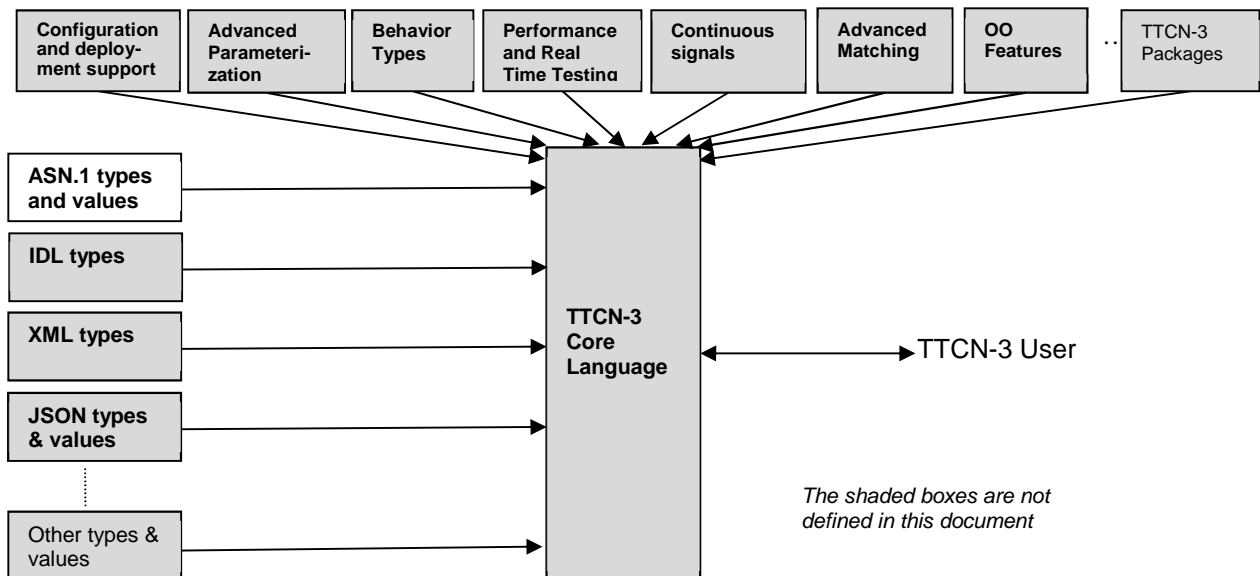 Configuration
and deploy-
ment support
Advanced
Parameteri-
zation
Behavior
Types
Performance
and Real
Time Testing
Continuous
signals
Advanced
Matching
OO
Features
..
TTCN-3
Packages
ASN.1 types
and values
IDL types
XML types
JSON types
& values
Other types &
values
TTCN-3
Core
Language
TTCN-3 User
The shaded boxes are not
defined in this document